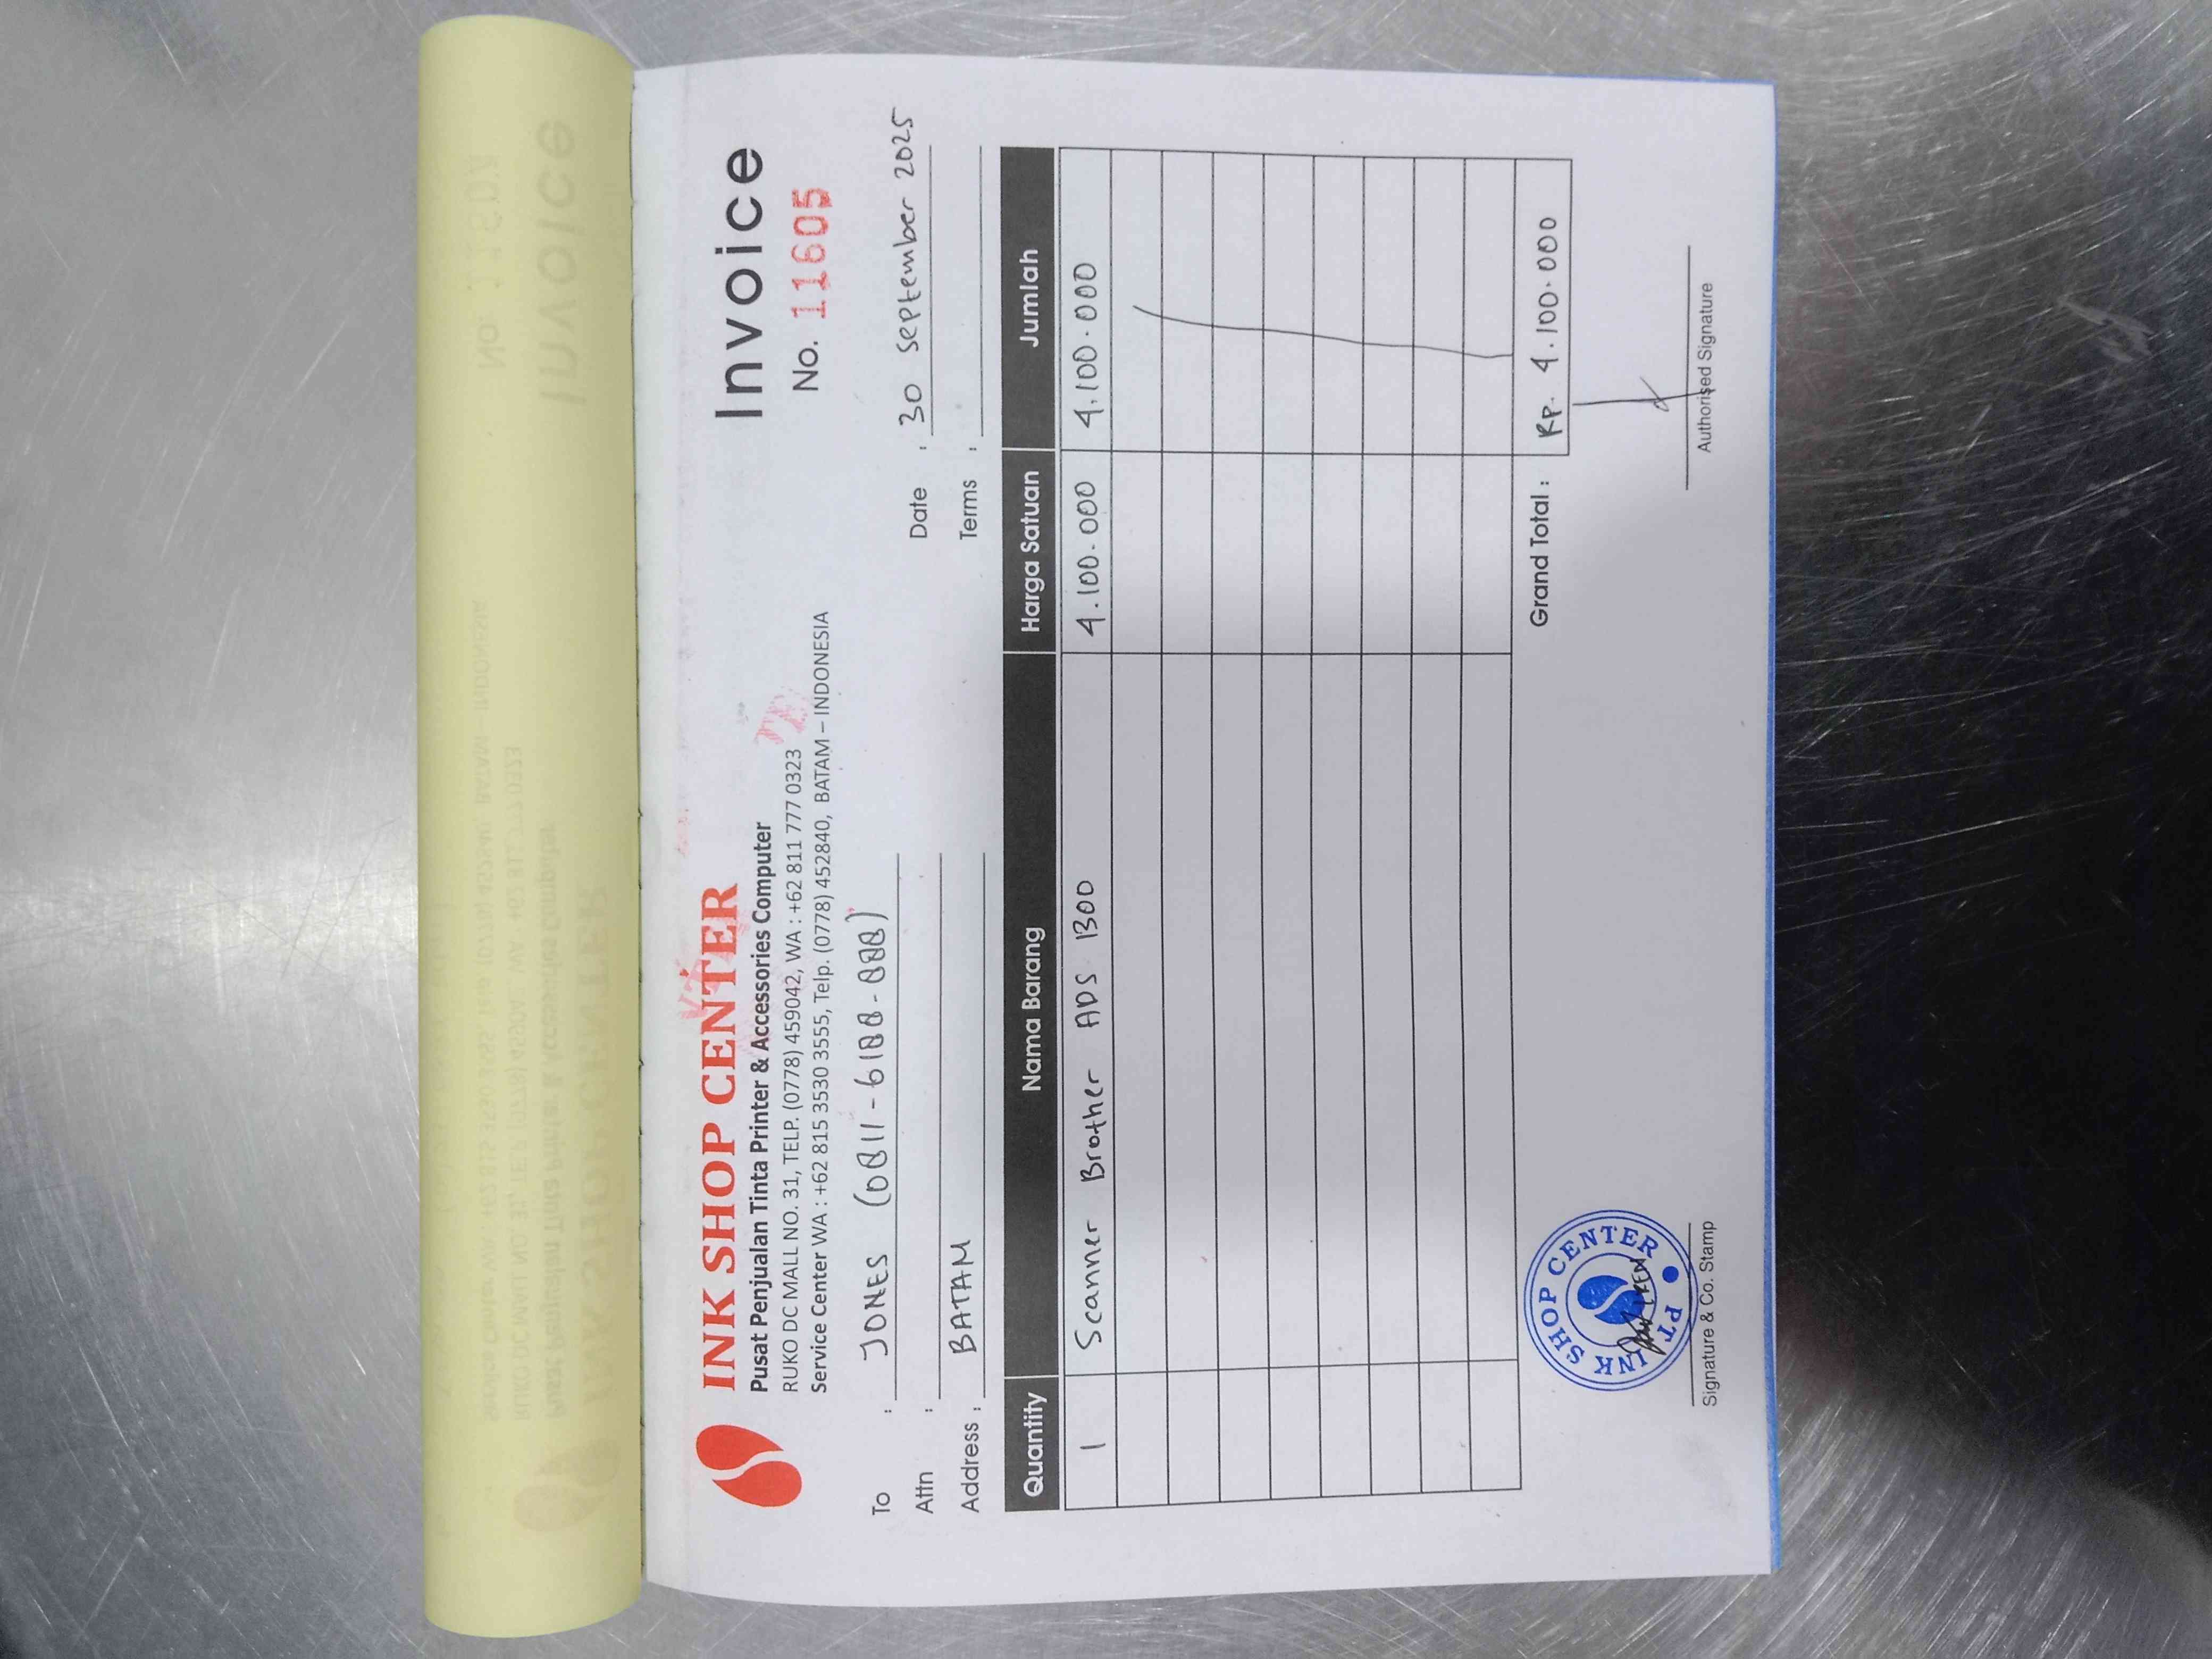 INK SHOP CENTER
Pusat Penjualan Tinta Printer & Accessories Computer
RUKO DC MALL NO. 31, TELP. (0778) 459042, WA : +62 811 777 0323
Service Center WA : +62 815 3530 3555, Telp. (0778) 452840, BATAM – INDONESIA
Invoice
No. 11605
To : JONES (0811-6188-888)
Attn :
Address : BATAM
Date : 30 September 2025
Terms :
Quantity Nama Barang Harga Satuan Jumlah
1 Scanner Brother ADS 1300 4.100.000 4.100.000
Grand Total : Rp. 4.100.000
PT INK SHOP CENTER
Signature & Co. Stamp
Authorised Signature